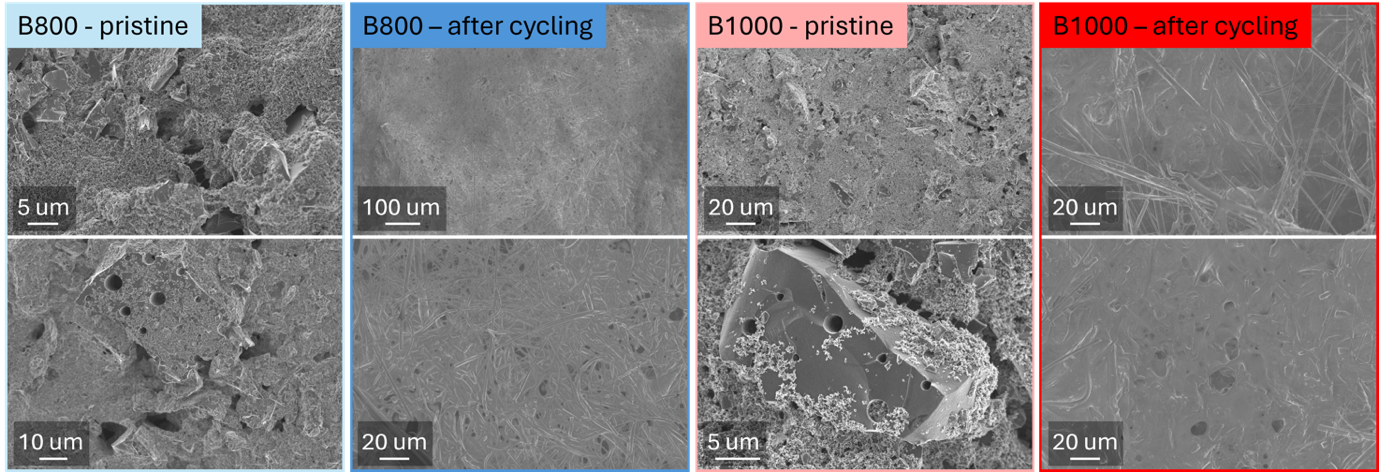 B800 - pristine
B800 – after cycling
B1000 - pristine
B1000 – after cycling
5 um
100 um
20 um
20 um
10 um
20 um
5 um
20 um